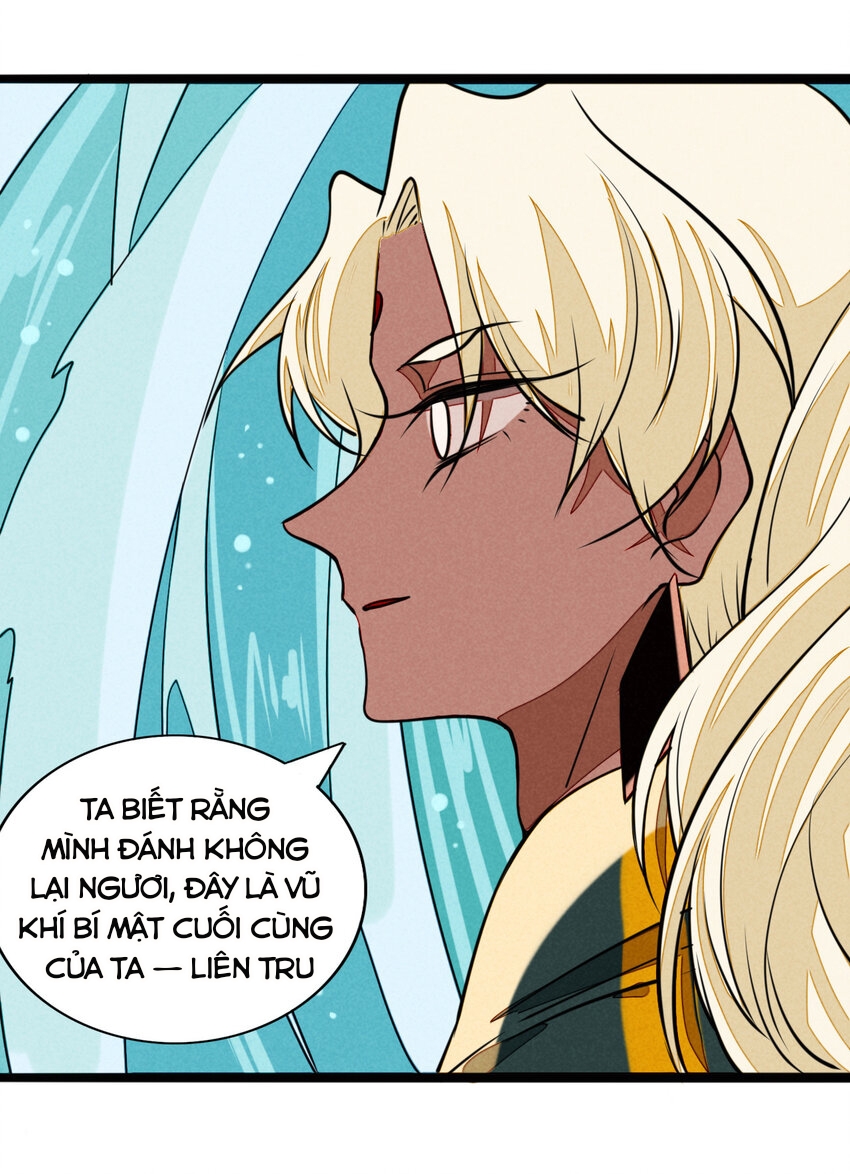 TA BIẾT RẰNG
MÌNH ĐÁNH KHÔNG
LẠI NGƯƠI, ĐÂY LÀ VŨ
KHÍ BÍ MẬT CUỐI CÙNG
CỦA TA — LIÊN TRU